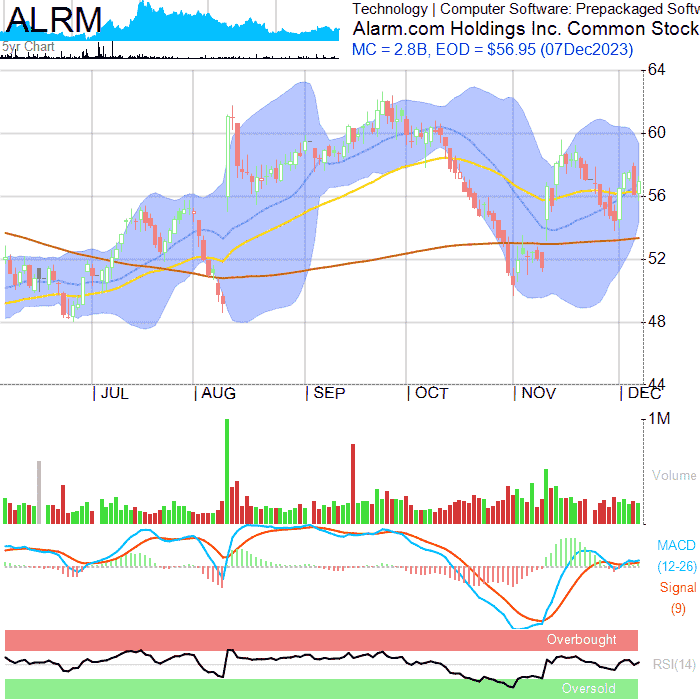 ALRM
5yr Chart
Technology | Computer Software: Prepackaged Softw
Alarm.com Holdings Inc. Common Stock
MC = 2.8B, EOD = $56.95 (07Dec2023)
64
60
56
52
48
44
JUL
AUG
SEP
OCT
NOV
DEC
1M
Volume
MACD
(12-26)
Signal
(9)
Overbought
RSI(14)
Oversold